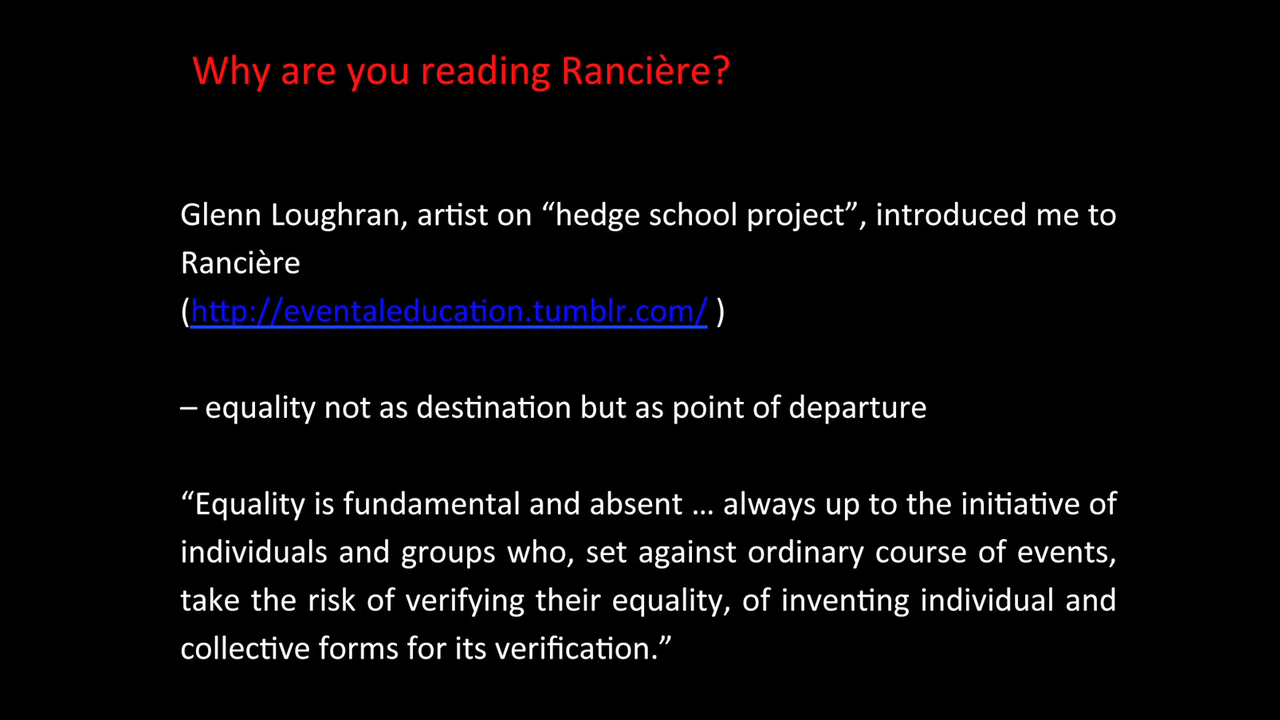 Why are you reading Rancière?
Glenn Loughran, artist on “hedge school project”, introduced me to
Rancière
(http://eventaleducation.tumblr.com/ )
– equality not as destination but as point of departure
“Equality is fundamental and absent … always up to the initiative of
individuals and groups who, set against ordinary course of events,
take the risk of verifying their equality, of inventing individual and
collective forms for its verification.”